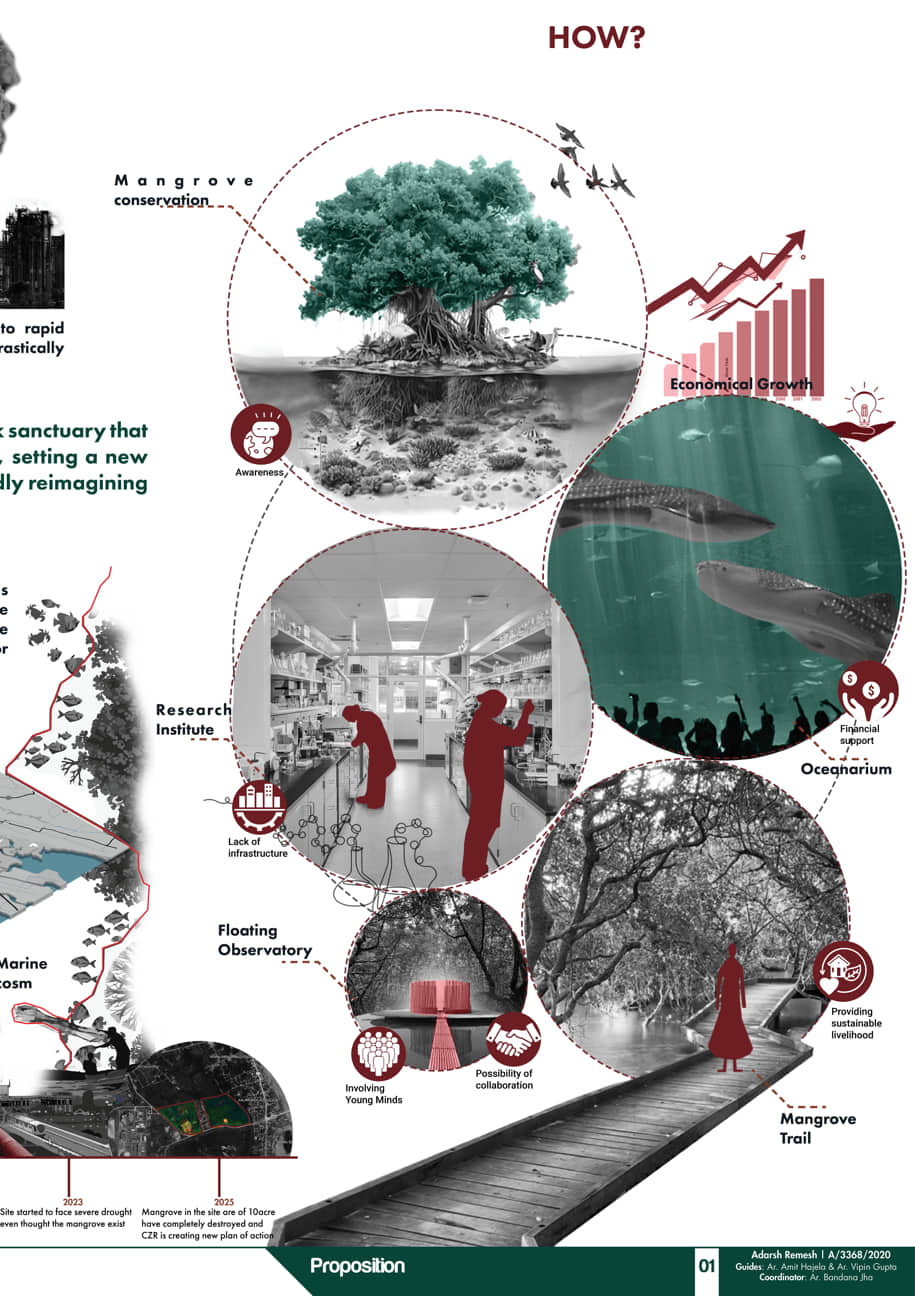 HOW?
Mangrove
conservation
to rapid
rastically
Economical Growth
Awareness
k sanctuary that
, setting a new
dly reimagining
s
e
e
or
Research
Institute
Financial
support
Oceanarium
Lack of
infrastructure
Floating
Observatory
Marine
cosm
Providing
sustainable
livelihood
Involving
Young Minds
Possibility of
collaboration
Mangrove
Trail
2023
Site started to face severe drought
even thought the mangrove exist
2025
Mangrove in the site are of 10acre
have completely destroyed and
CZR is creating new plan of action
Proposition
01
Adarsh Remesh | A/3368/2020
Guides: Ar. Amit Hajela & Ar. Vipin Gupta
Coordinator: Ar. Bandana Jha